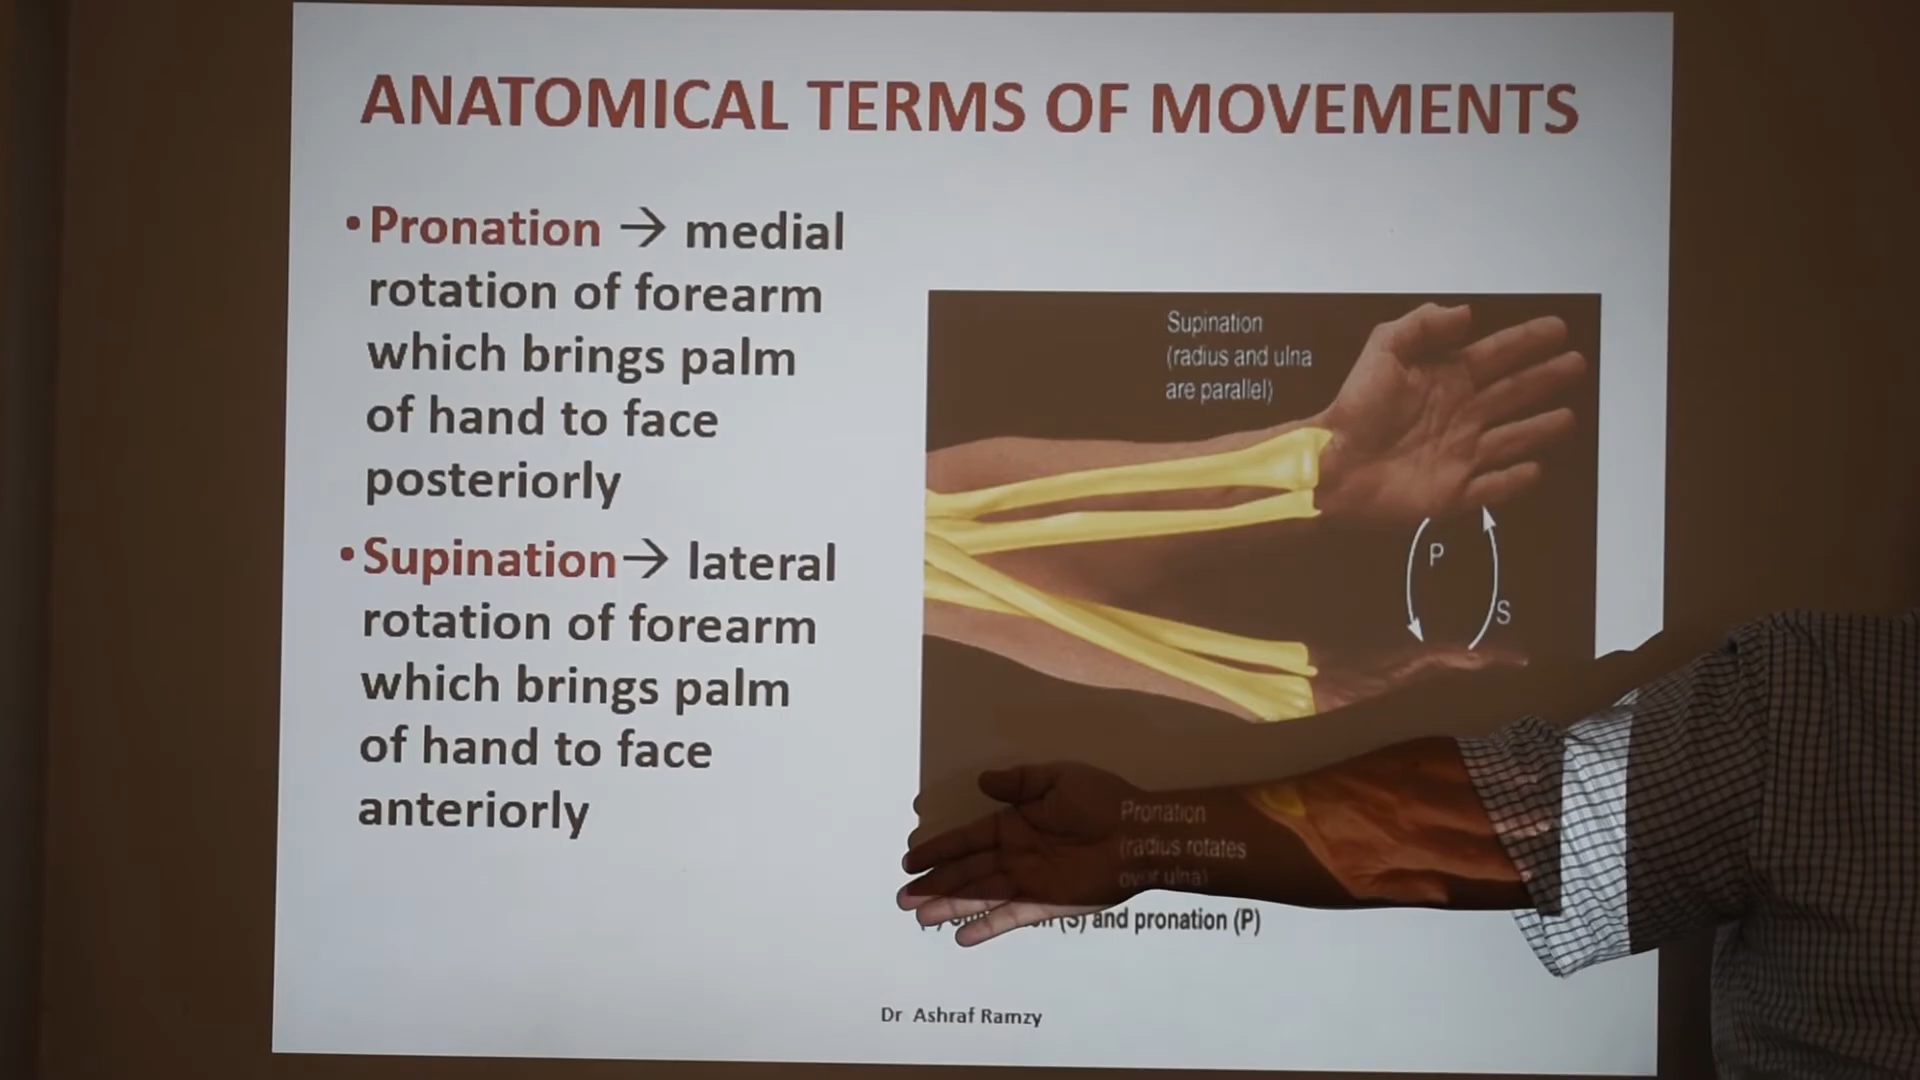 ANATOMICAL TERMS OF MOVEMENTS
•Pronation → medial
rotation of forearm
which brings palm
of hand to face
posteriorly
•Supination→ lateral
rotation of forearm
which brings palm
of hand to face
anteriorly
Supination
(radius and ulna
are parallel)
P
S
Pronation
(radius rotates
over ulna)
(S) and pronation (P)
Dr Ashraf Ramzy